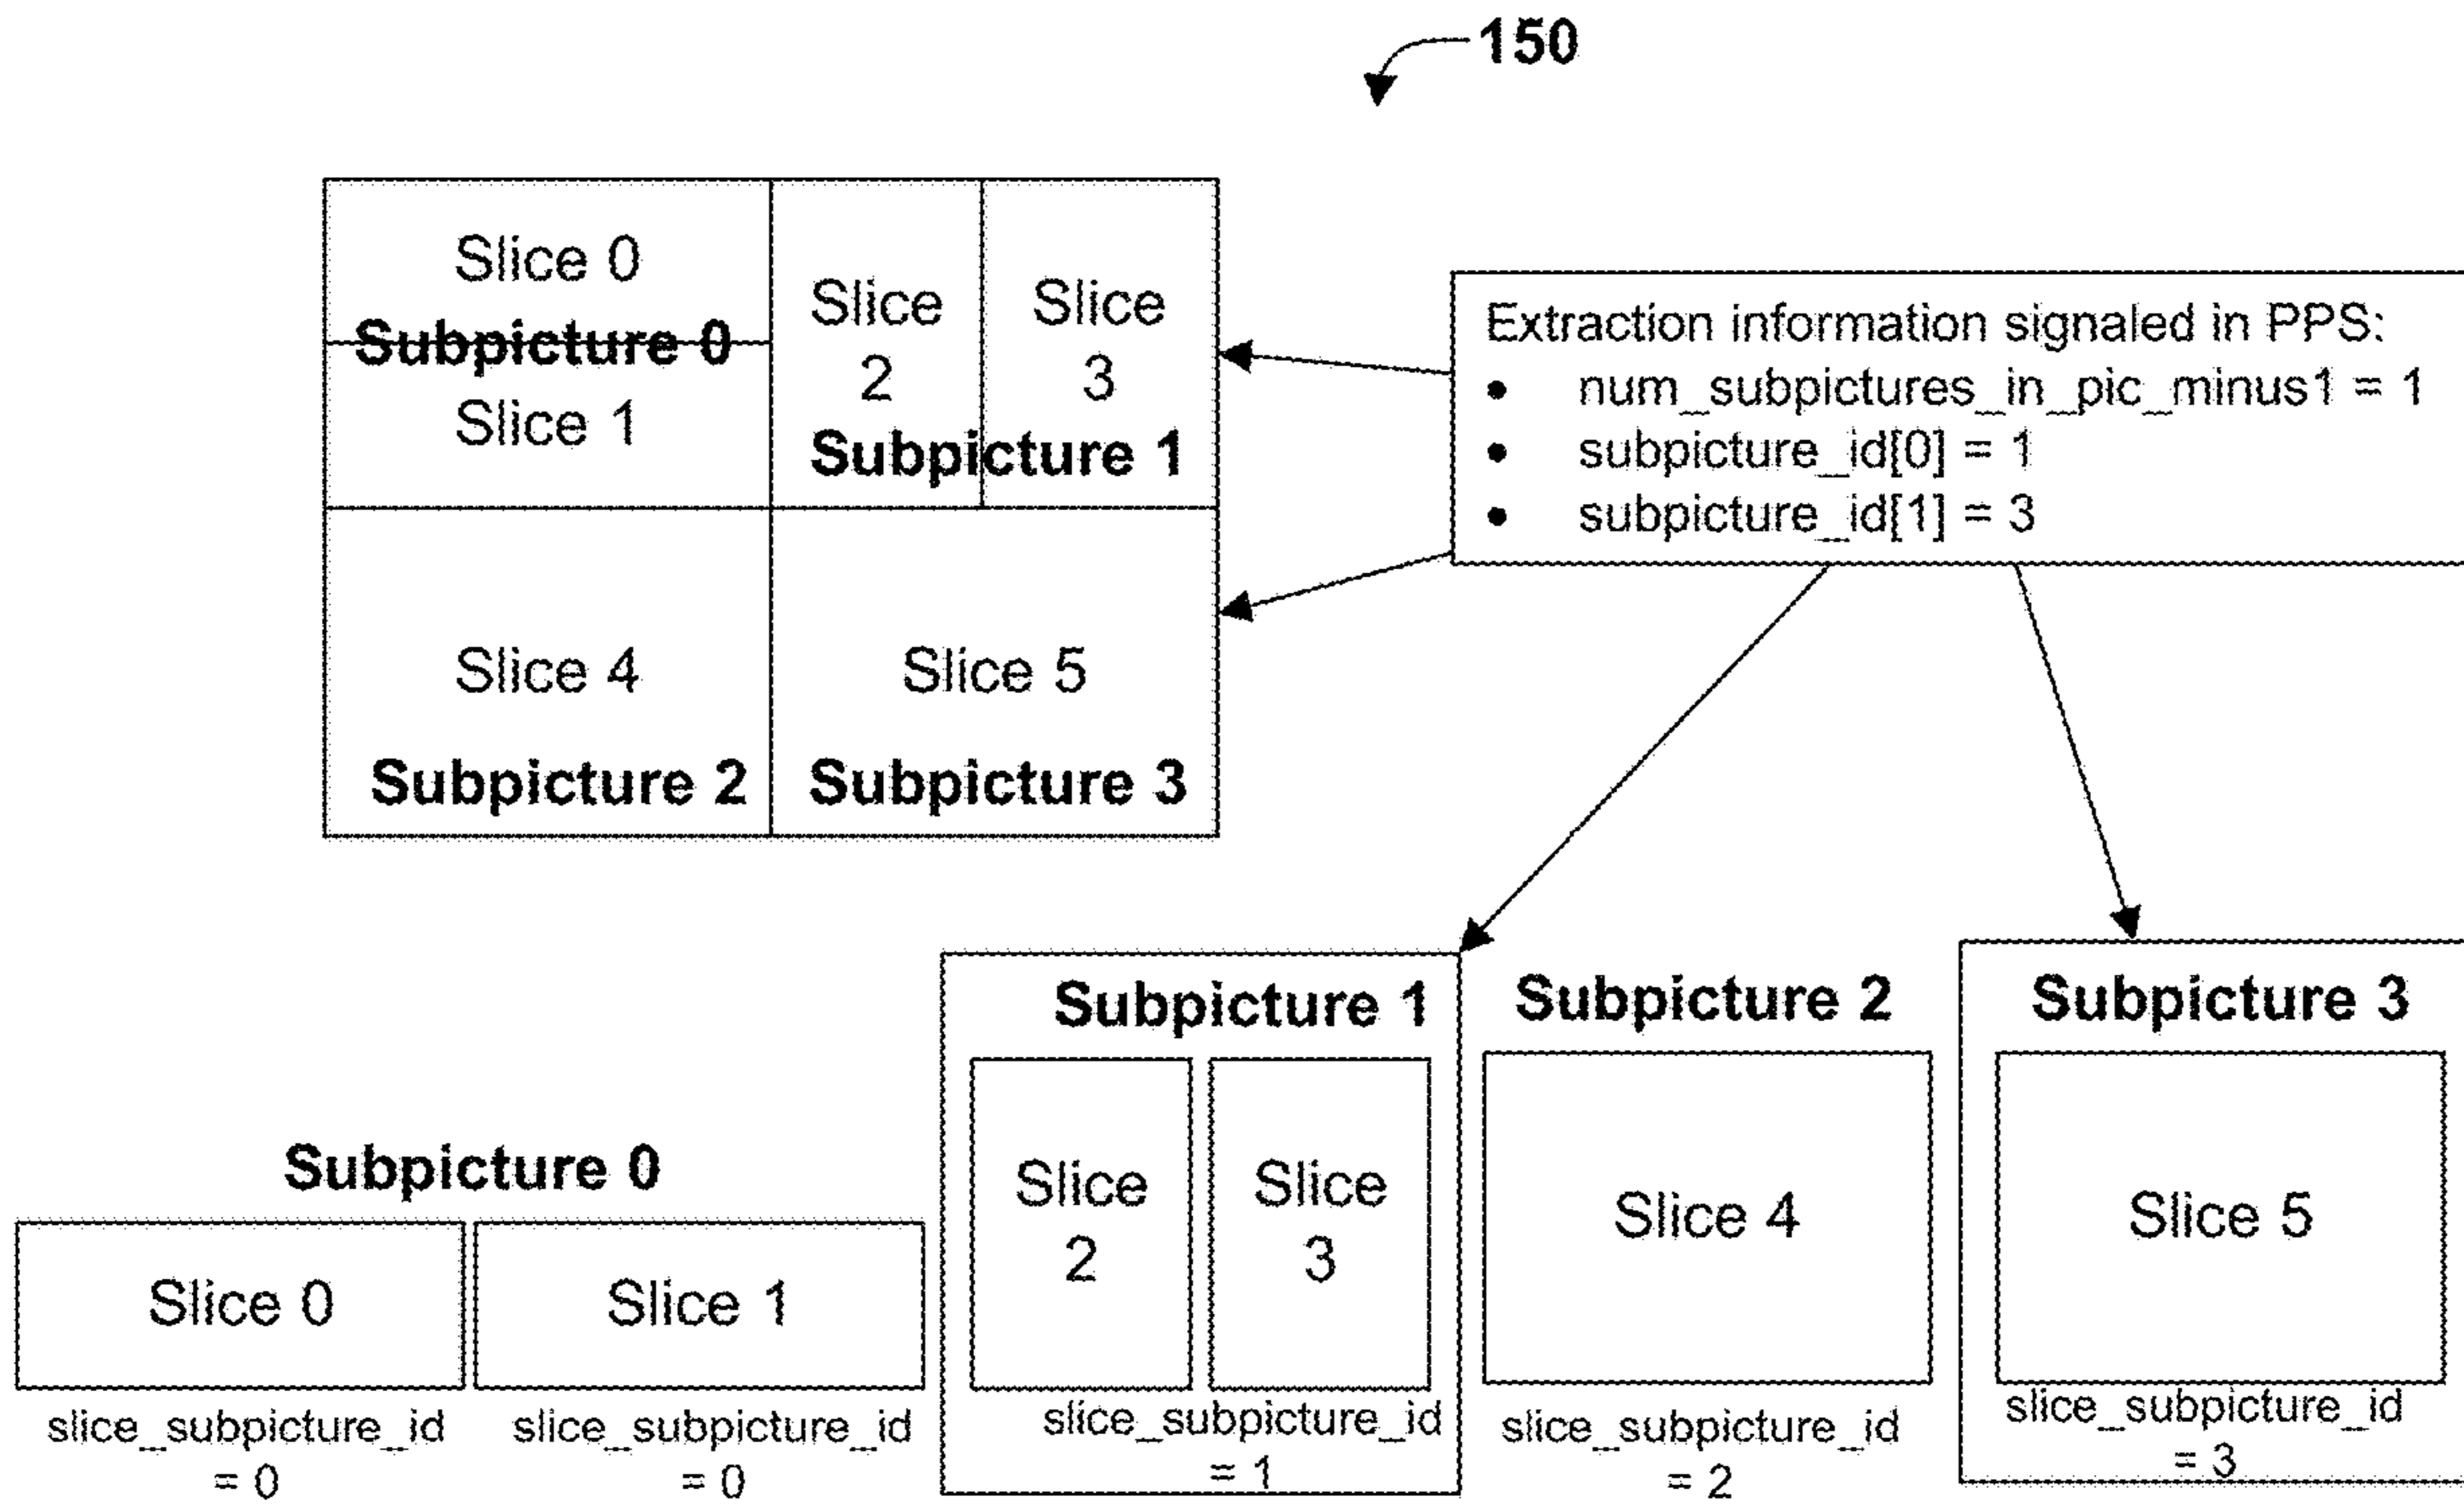 150
Slice 0
Subpicture 0
Slice 1
Slice
2
Slice
3
Subpicture 1
Slice 4
Subpicture 2
Slice 5
Subpicture 3
Extraction information signaled in PPS:
• num_subpictures_in_pic_minus1 = 1
• subpicture_id[0] = 1
• subpicture_id[1] = 3
Subpicture 0
Slice 0
slice_subpicture_id
= 0
Slice 1
slice_subpicture_id
= 0
Subpicture 1
Slice
2
Slice
3
slice_subpicture_id
= 1
Subpicture 2
Slice 4
slice_subpicture_id
= 2
Subpicture 3
Slice 5
slice_subpicture_id
= 3